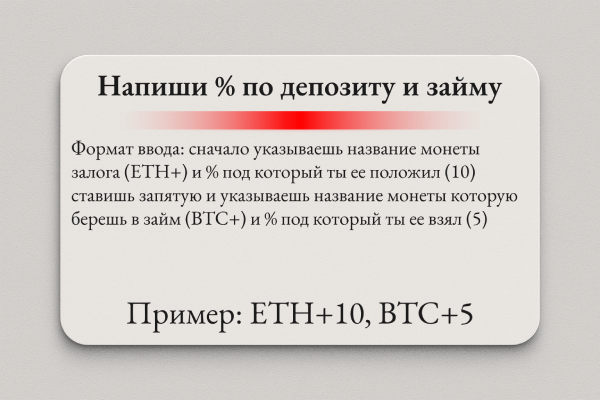 Напиши % по депозиту и займу
Формат ввода: сначало указываешь название монеты
залога (ETH+) и % под который ты ее положил (10)
ставишь запятую и указываешь название монеты которую
берешь в займ (BTC+) и % под который ты ее взял (5)
Пример: ETH+10, BTC+5